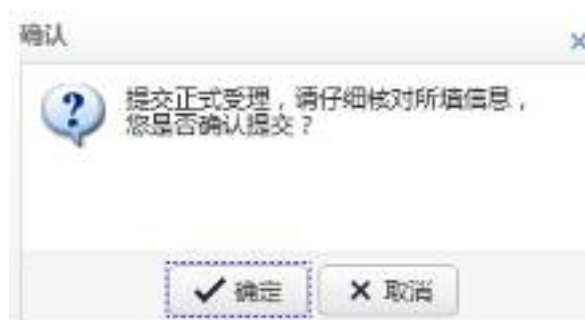 确认
提交正式受理，请仔细核对所填信息，
您是否确认提交？
确定
取消